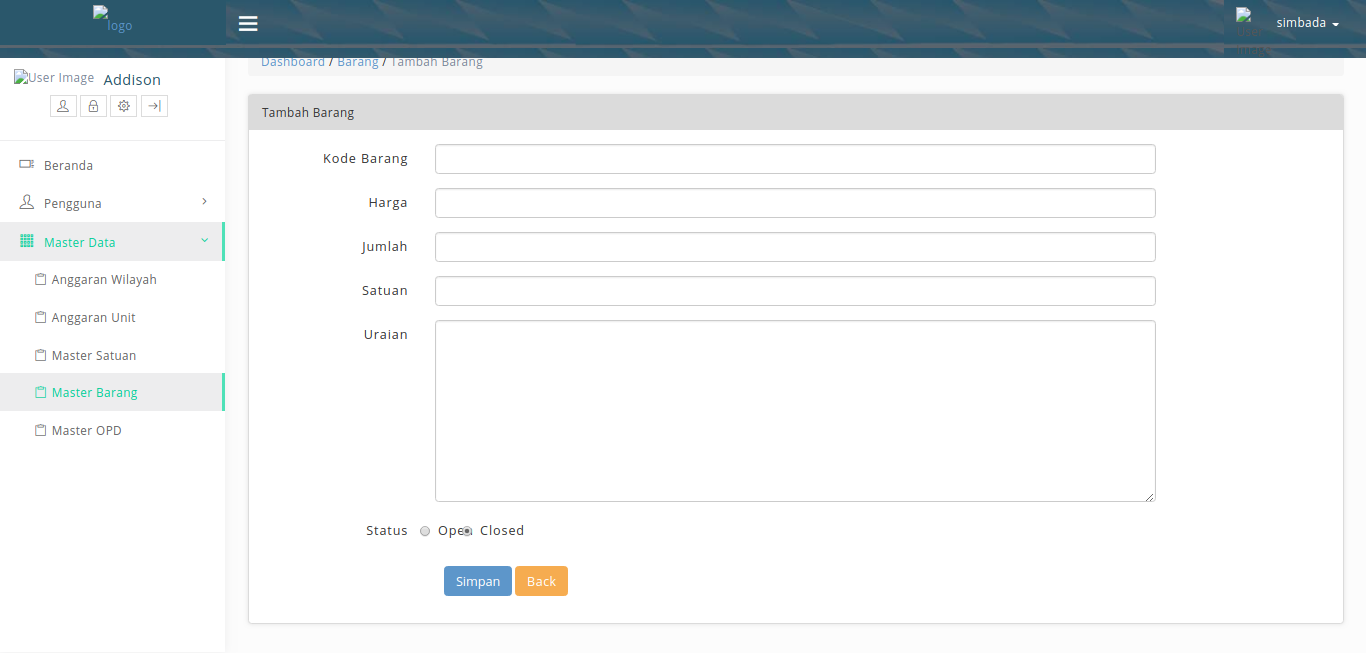 logo
simbada
Dashboard / Barang / Tambah Barang
User Image Addison
Tambah Barang
Kode Barang
Harga
Jumlah
Satuan
Uraian
Status Open Closed
Simpan Back
Beranda
Pengguna
Master Data
Anggaran Wilayah
Anggaran Unit
Master Satuan
Master Barang
Master OPD